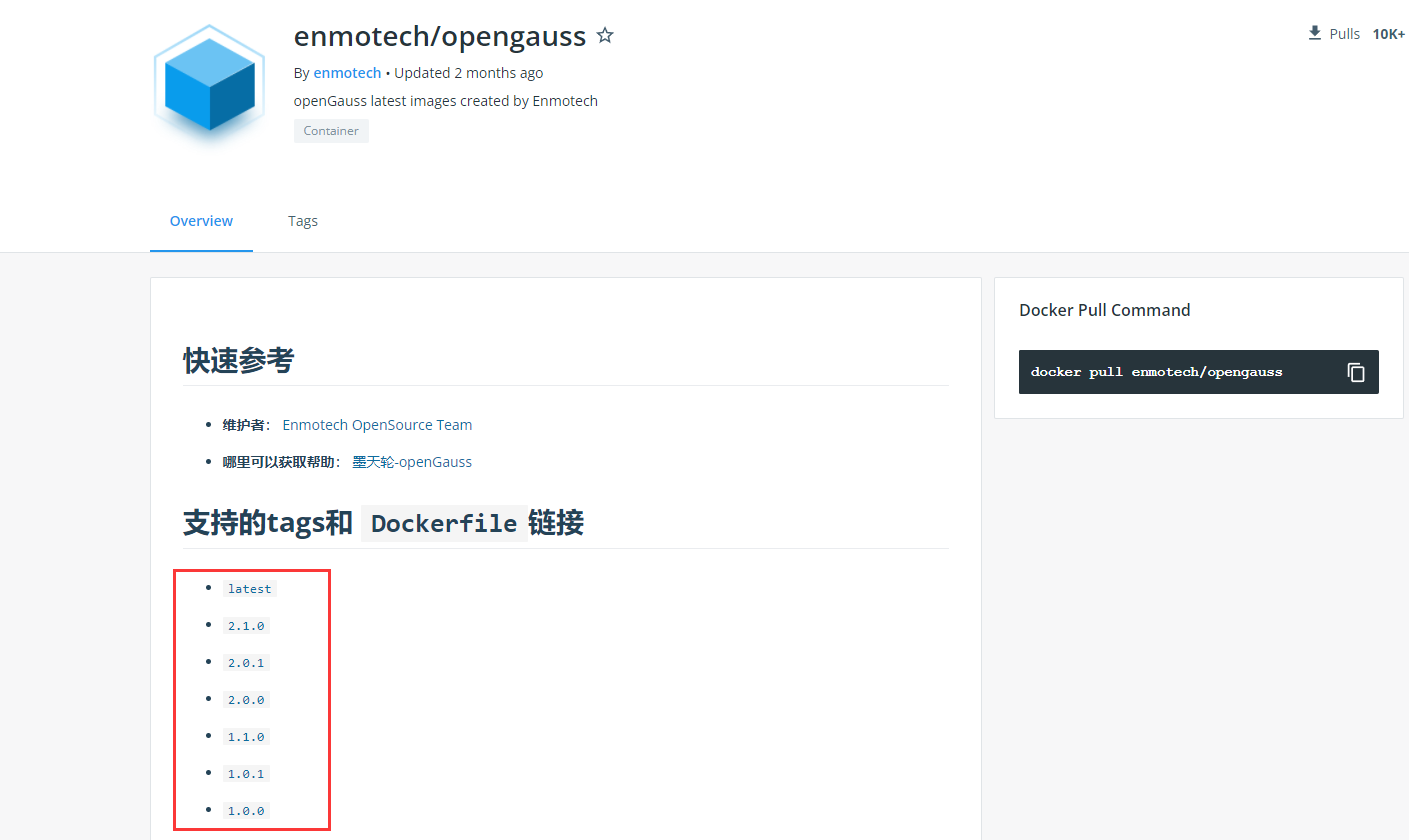 enmotech/opengauss
Pulls 10K+
By enmotech • Updated 2 months ago
openGauss latest images created by Enmotech
Container
Overview
Tags
Docker Pull Command
docker pull enmotech/opengauss
快速参考
• 维护者： Enmotech OpenSource Team
• 哪里可以获取帮助： 墨天轮-openGauss
支持的tags和 Dockerfile 链接
• latest
• 2.1.0
• 2.0.1
• 2.0.0
• 1.1.0
• 1.0.1
• 1.0.0